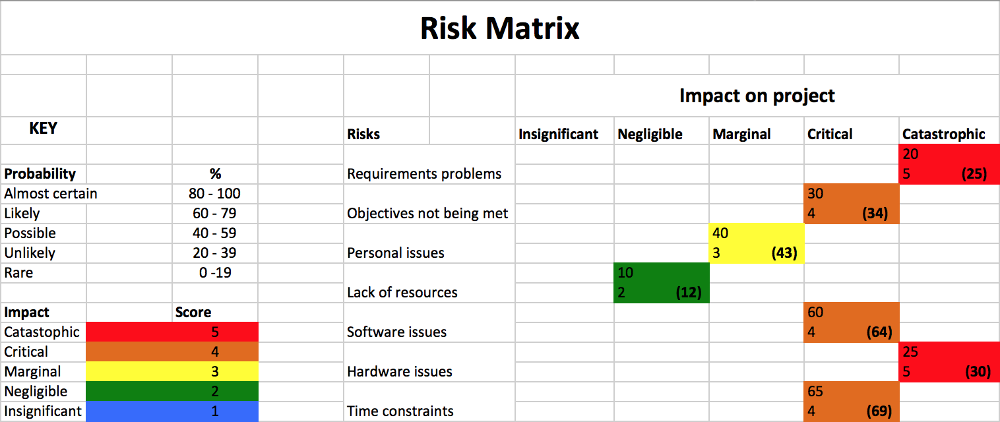 Risk Matrix
Impact on project
KEY
Risks Insignificant Negligible Marginal Critical Catastrophic
20
Probability % Requirements problems 5 (25)
Almost certain 80 - 100 30
Likely 60 - 79 Objectives not being met 4 (34)
Possible 40 - 59 40
Unlikely 20 - 39 Personal issues 3 (43)
Rare 0 -19 10
Lack of resources 2 (12)
Impact Score 60
Catastophic 5 Software issues 4 (64)
Critical 4 25
Marginal 3 Hardware issues 5 (30)
Negligible 2 65
Insignificant 1 Time constraints 4 (69)